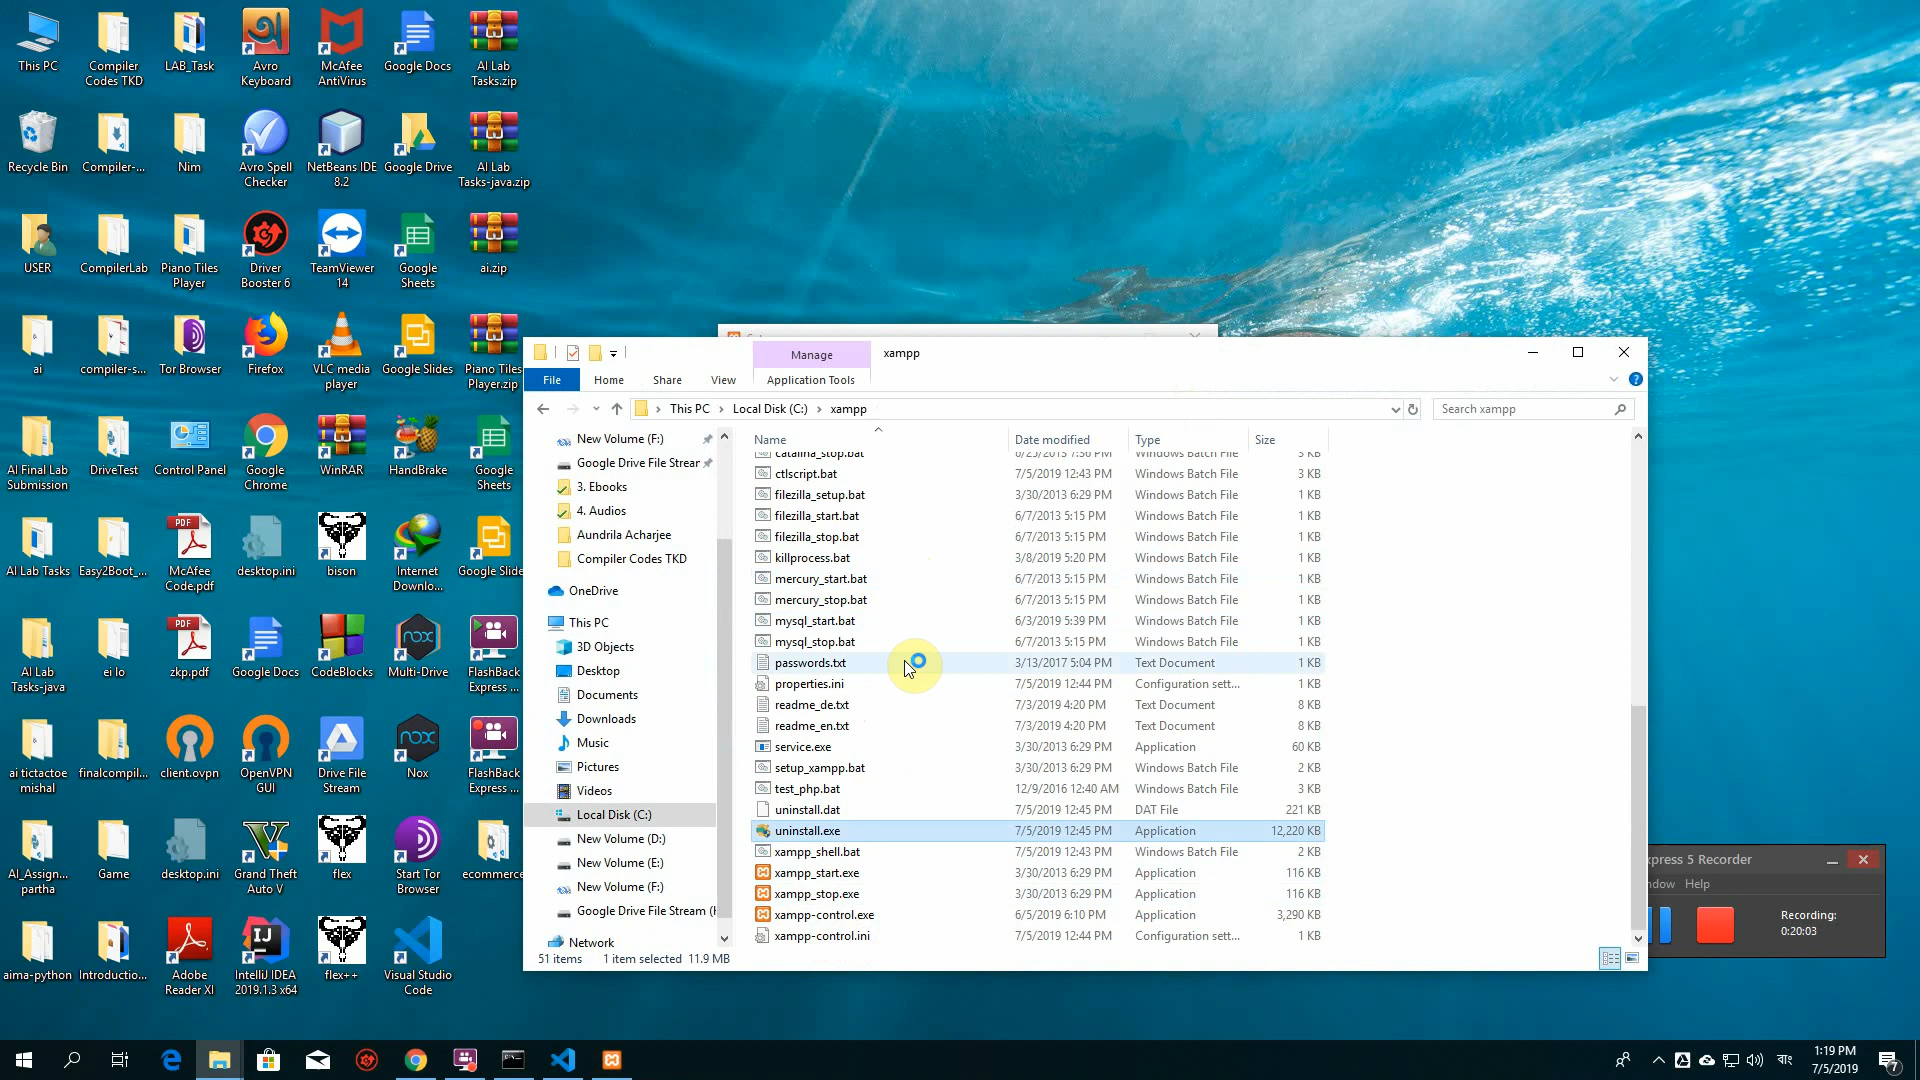 This PC
Compiler Codes TKD
LAB_Task
Avro Keyboard
McAfee AntiVirus
Google Docs
AI Lab Tasks.zip
Recycle Bin
Compiler-...
Nim
Avro Spell Checker
NetBeans IDE 8.2
Google Drive
AI Lab Tasks-java.zip
USER
CompilerLab
Piano Tiles Player
Driver Booster 6
TeamViewer 14
Google Sheets
ai.zip
ai
compiler-s...
Tor Browser
Firefox
VLC media player
Google Slides
Piano Tiles Player.zip
AI Final Lab Submission
DriveTest
Control Panel
Google Chrome
WinRAR
HandBrake
Google Sheets
AI Lab Tasks
Easy2Boot_...
McAfee Code.pdf
desktop.ini
bison
Internet Downlo...
Google Slide
AI Lab Tasks-java
ei lo
zkp.pdf
Google Docs
CodeBlocks
Multi-Drive
FlashBack Express ...
ai tictactoe mishal
finalcompil...
client.ovpn
OpenVPN GUI
Drive File Stream
Nox
FlashBack Express ...
AI_Assign... partha
Game
desktop.ini
Grand Theft Auto V
flex
Start Tor Browser
ecommerce
aima-python
Introductio...
Adobe Reader XI
IntelliJ IDEA 2019.1.3 x64
flex++
Visual Studio Code
Manage
xampp
File
Home
Share
View
Application Tools
This PC
Local Disk (C:)
xampp
Search xampp
New Volume (F:)
Google Drive File Strear
3. Ebooks
4. Audios
Aundrila Acharjee
Compiler Codes TKD
OneDrive
This PC
3D Objects
Desktop
Documents
Downloads
Music
Pictures
Videos
Local Disk (C:)
New Volume (D:)
New Volume (E:)
New Volume (F:)
Google Drive File Stream (
Network
Name Date modified Type Size
catalina_stop.bat 6/25/2013 7:36 PM Windows Batch File 3 KB
ctlscript.bat 7/5/2019 12:43 PM Windows Batch File 3 KB
filezilla_setup.bat 3/30/2013 6:29 PM Windows Batch File 1 KB
filezilla_start.bat 6/7/2013 5:15 PM Windows Batch File 1 KB
filezilla_stop.bat 6/7/2013 5:15 PM Windows Batch File 1 KB
killprocess.bat 3/8/2019 5:20 PM Windows Batch File 1 KB
mercury_start.bat 6/7/2013 5:15 PM Windows Batch File 1 KB
mercury_stop.bat 6/7/2013 5:15 PM Windows Batch File 1 KB
mysql_start.bat 6/3/2019 5:39 PM Windows Batch File 1 KB
mysql_stop.bat 6/7/2013 5:15 PM Windows Batch File 1 KB
passwords.txt 3/13/2017 5:04 PM Text Document 1 KB
properties.ini 7/5/2019 12:44 PM Configuration sett... 1 KB
readme_de.txt 7/3/2019 4:20 PM Text Document 8 KB
readme_en.txt 7/3/2019 4:20 PM Text Document 8 KB
service.exe 3/30/2013 6:29 PM Application 60 KB
setup_xampp.bat 3/30/2013 6:29 PM Windows Batch File 2 KB
test_php.bat 12/9/2016 12:40 AM Windows Batch File 3 KB
uninstall.dat 7/5/2019 12:45 PM DAT File 221 KB
uninstall.exe 7/5/2019 12:45 PM Application 12,220 KB
xampp_shell.bat 7/5/2019 12:43 PM Windows Batch File 2 KB
xampp_start.exe 3/30/2013 6:29 PM Application 116 KB
xampp_stop.exe 3/30/2013 6:29 PM Application 116 KB
xampp-control.exe 6/5/2019 6:10 PM Application 3,290 KB
xampp-control.ini 7/5/2019 12:44 PM Configuration sett... 1 KB
51 items 1 item selected 11.9 MB
xpress 5 Recorder
ndow Help
Recording:
0:20:03
বাং
1:19 PM
7/5/2019
7